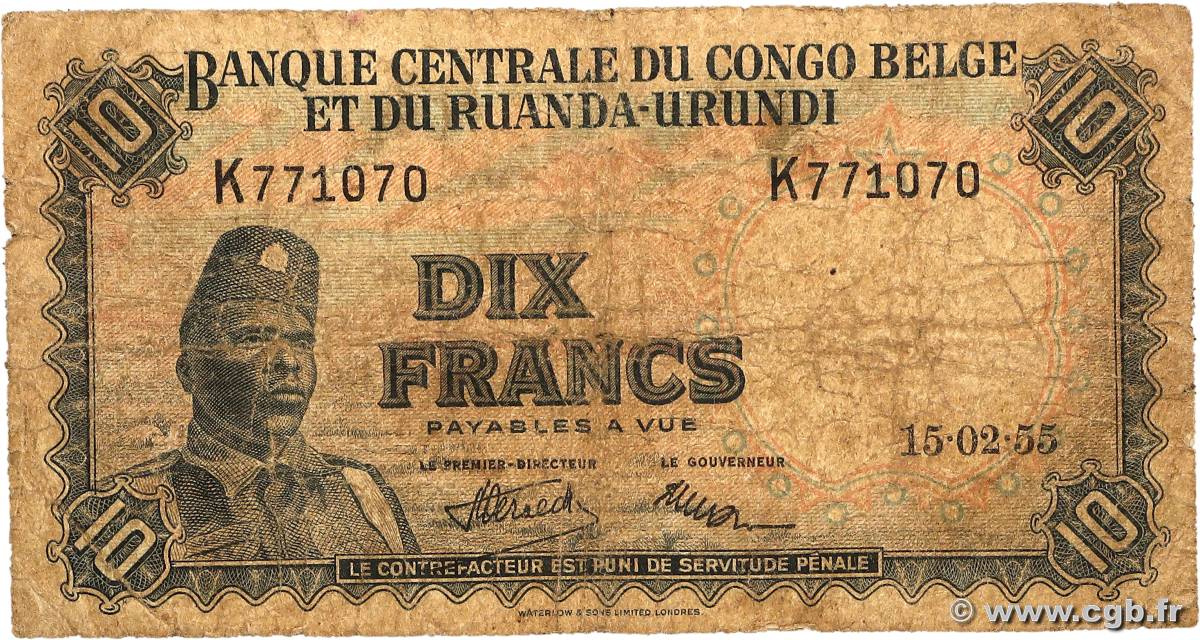 BANQUE CENTRALE DU CONGO BELGE
ET DU RUANDA-URUNDI
10 10
K771070 K771070
DIX
FRANCS
PAYABLES A VUE
15·02·55
LE PREMIER-DIRECTEUR LE GOUVERNEUR
10 10
LE CONTREFACTEUR EST PUNI DE SERVITUDE PÉNALE
WATERLOW & SONS LIMITED, LONDRES.
© www.cgb.fr